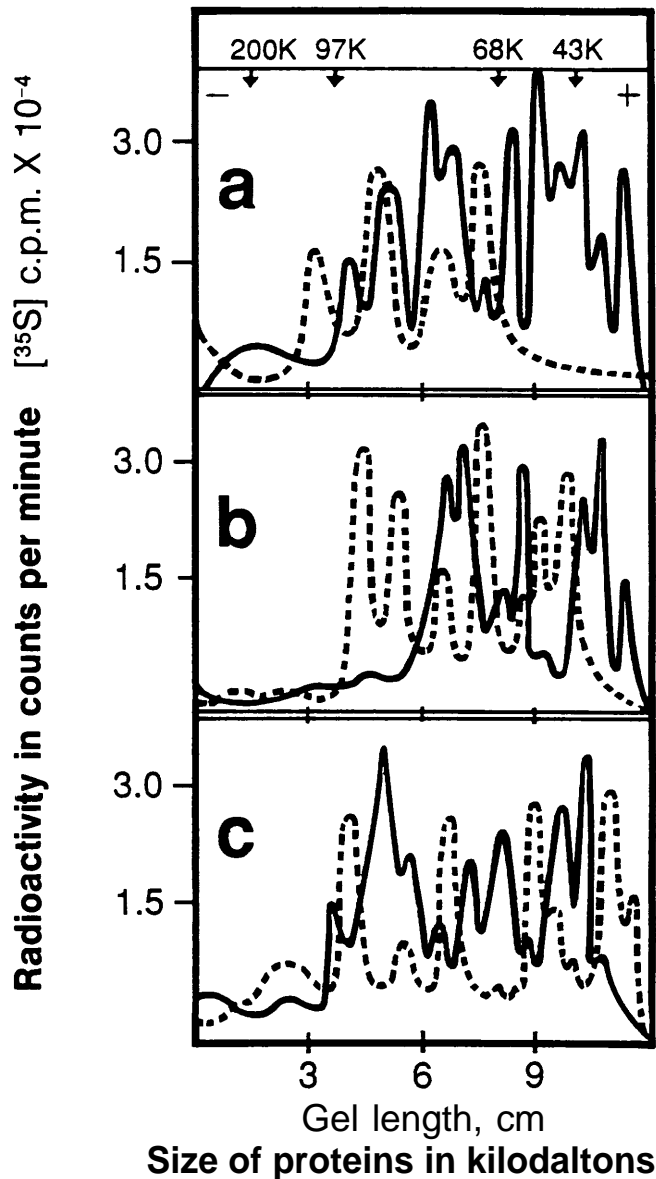 Radioactivity in counts per minute [³⁵S] c.p.m. X 10⁻⁴
200K 97K 68K 43K
− +
3.0
a
1.5
3.0
b
1.5
3.0
c
1.5
3 6 9
Gel length, cm
Size of proteins in kilodaltons